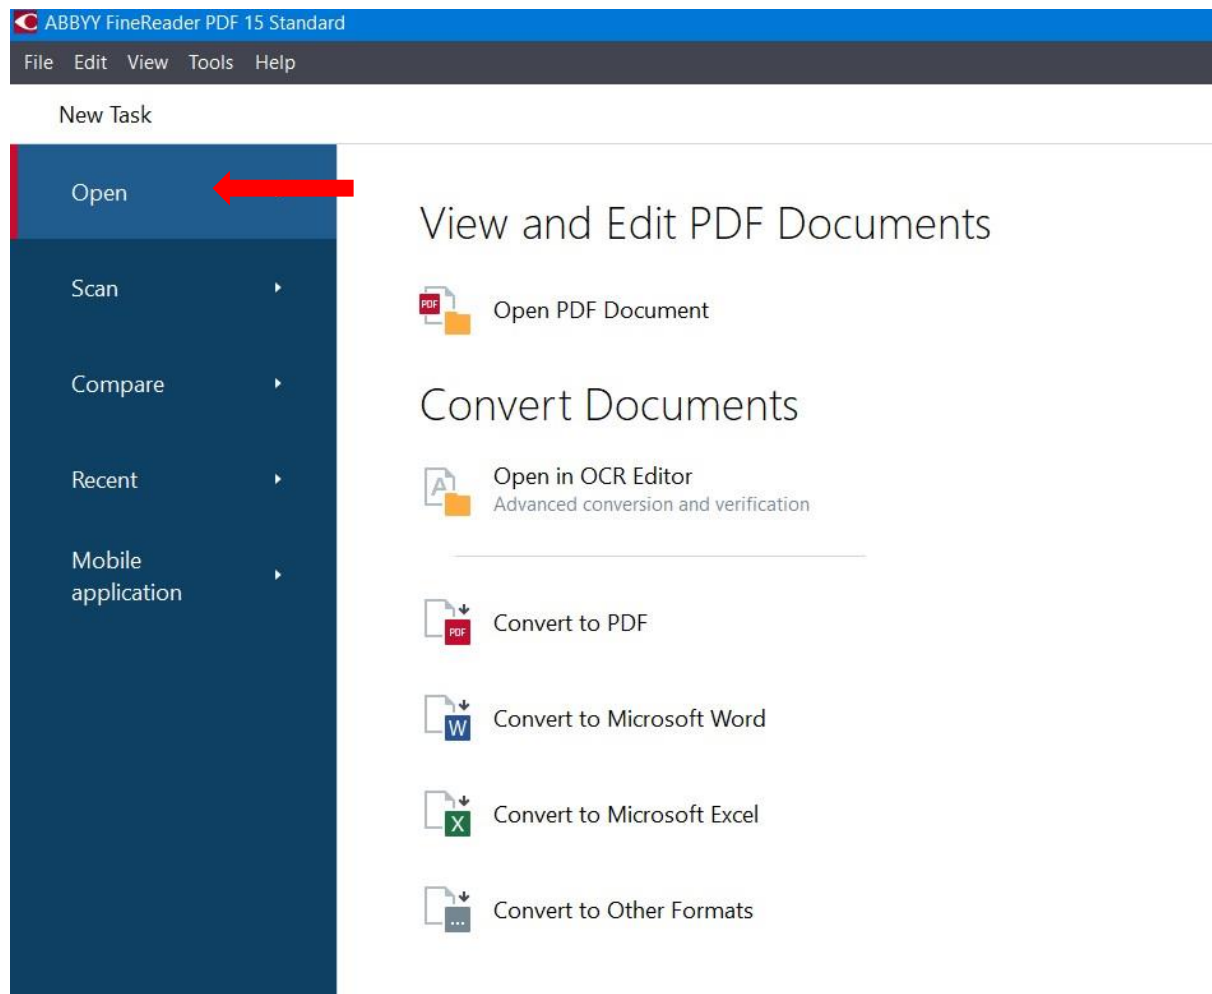 ABBYY FineReader PDF 15 Standard
File Edit View Tools Help
New Task
Open
Scan
Compare
Recent
Mobile
application
View and Edit PDF Documents
PDF
Open PDF Document
Convert Documents
A
Open in OCR Editor
Advanced conversion and verification
PDF
Convert to PDF
W
Convert to Microsoft Word
X
Convert to Microsoft Excel
...
Convert to Other Formats